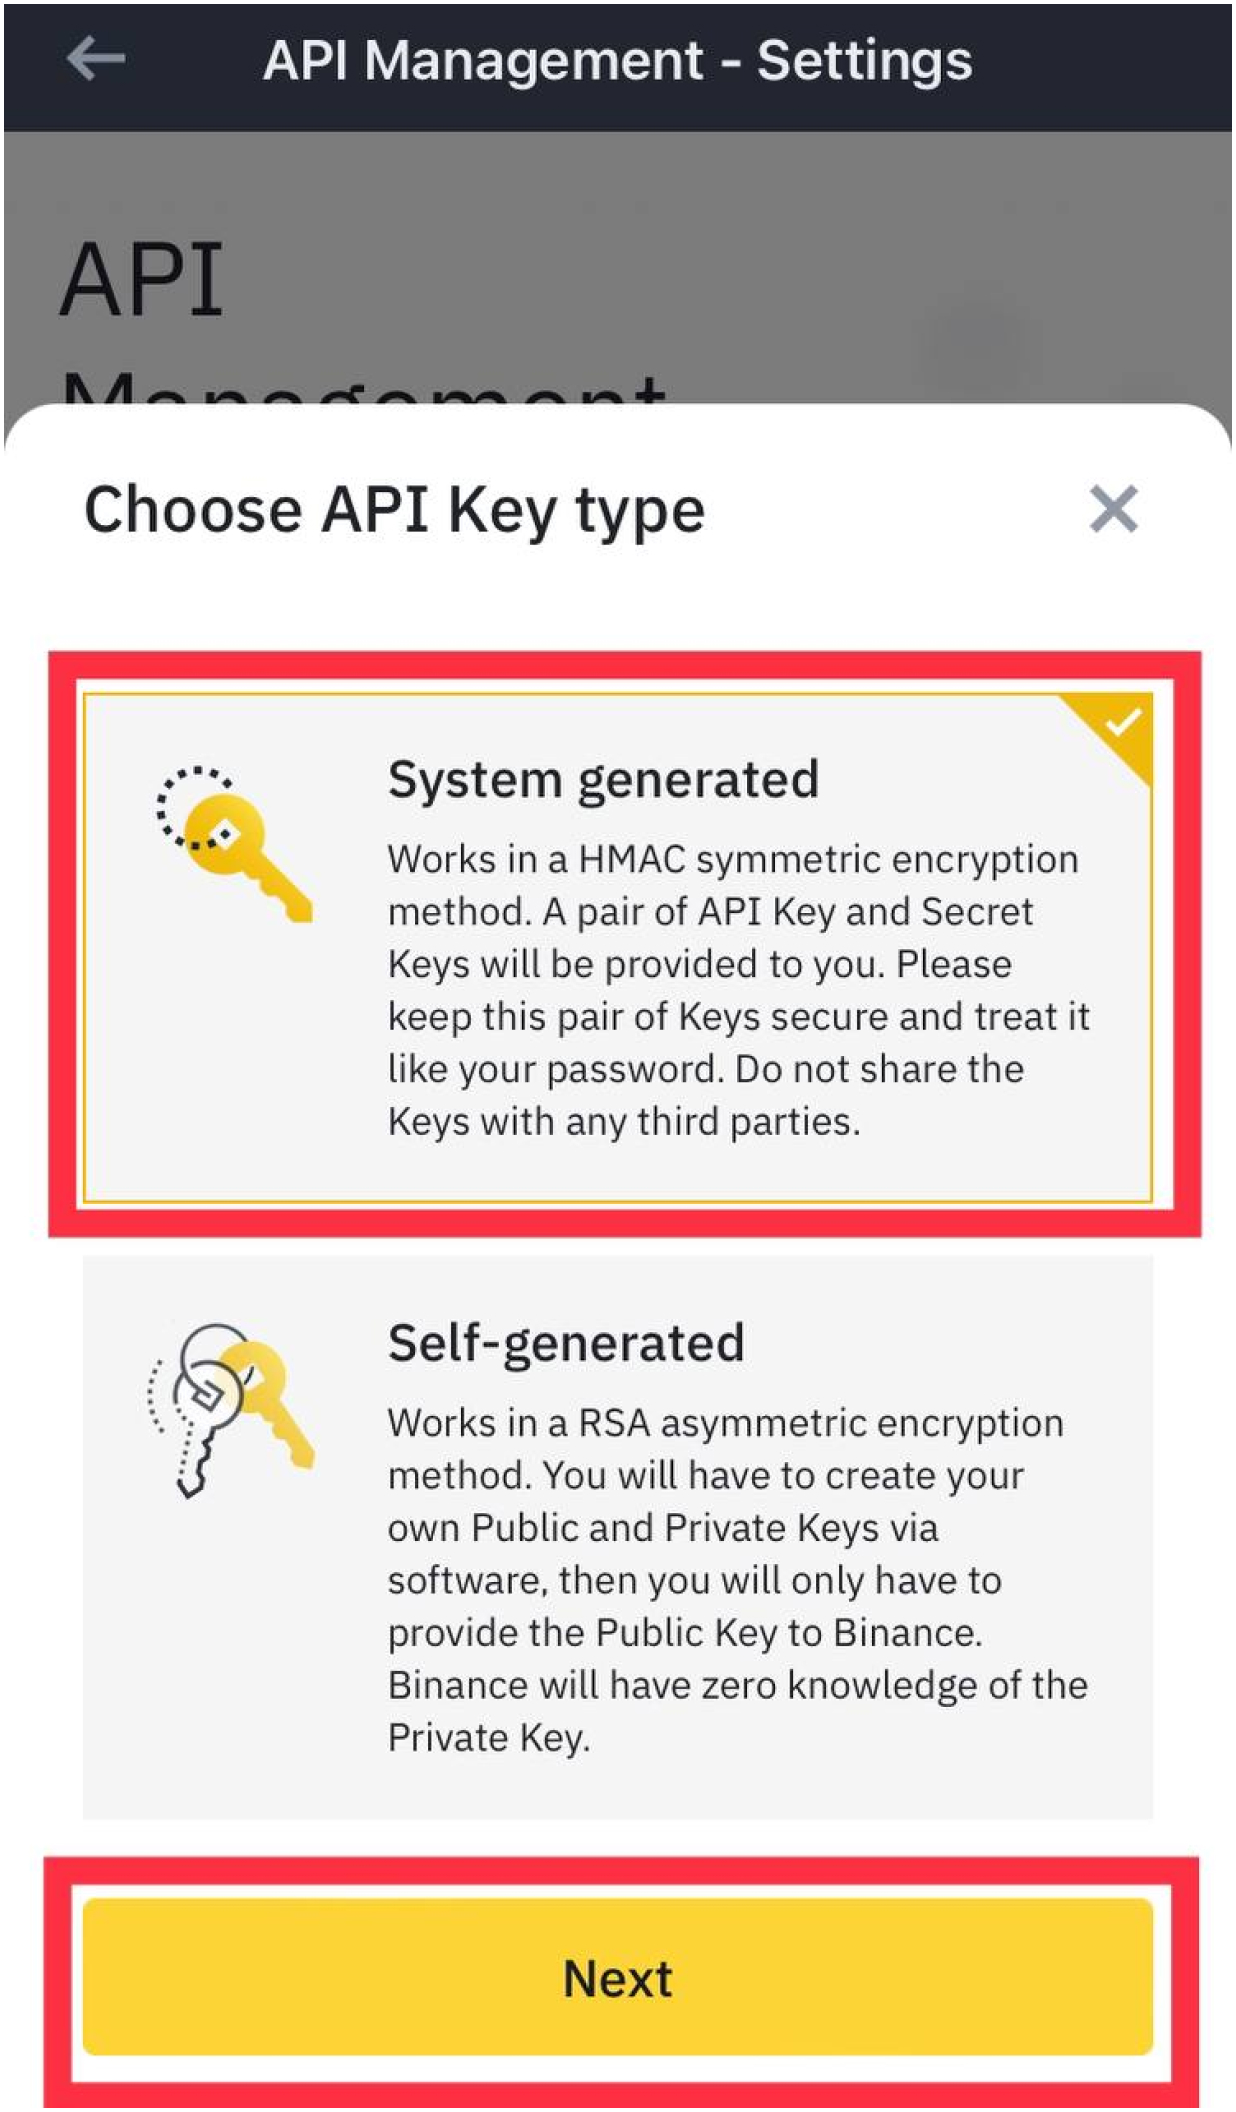 API Management - Settings
API
Management
Choose API Key type
System generated
Works in a HMAC symmetric encryption
method. A pair of API Key and Secret
Keys will be provided to you. Please
keep this pair of Keys secure and treat it
like your password. Do not share the
Keys with any third parties.
Self-generated
Works in a RSA asymmetric encryption
method. You will have to create your
own Public and Private Keys via
software, then you will only have to
provide the Public Key to Binance.
Binance will have zero knowledge of the
Private Key.
Next